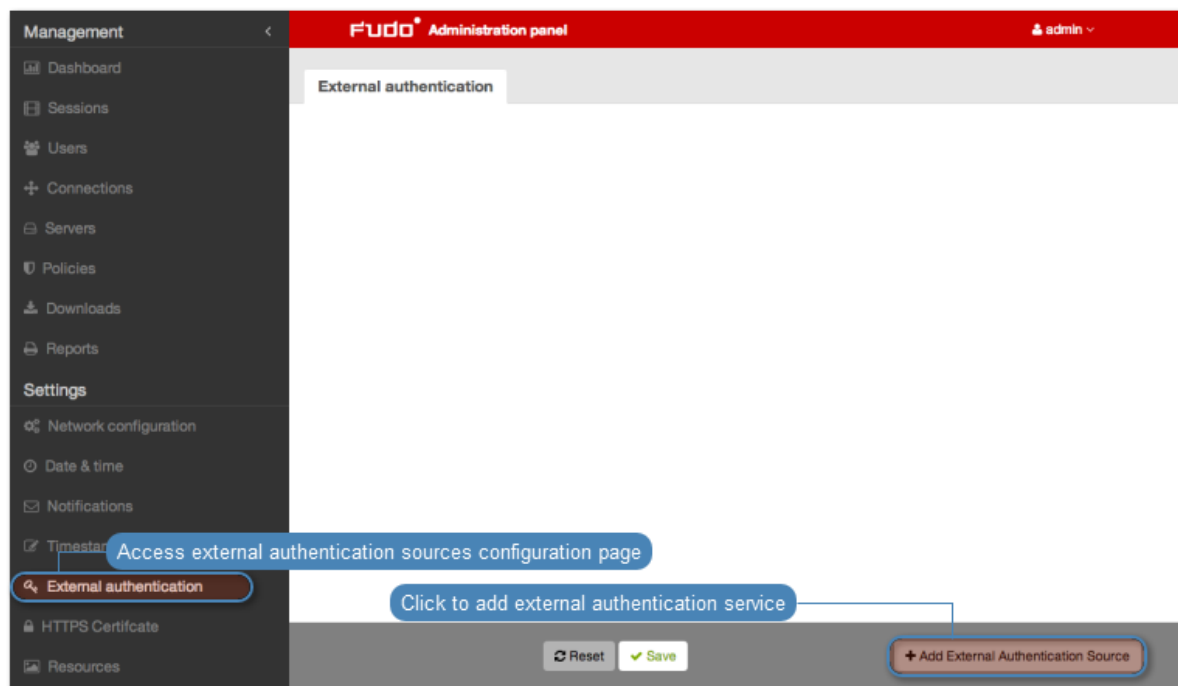 Management
FUDO Administration panel
admin
Dashboard
External authentication
Sessions
Users
Connections
Servers
Policies
Downloads
Reports
Settings
Network configuration
Date & time
Notifications
Access external authentication sources configuration page
External authentication
Click to add external authentication service
HTTPS Certifcate
Reset
Save
+ Add External Authentication Source
Resources